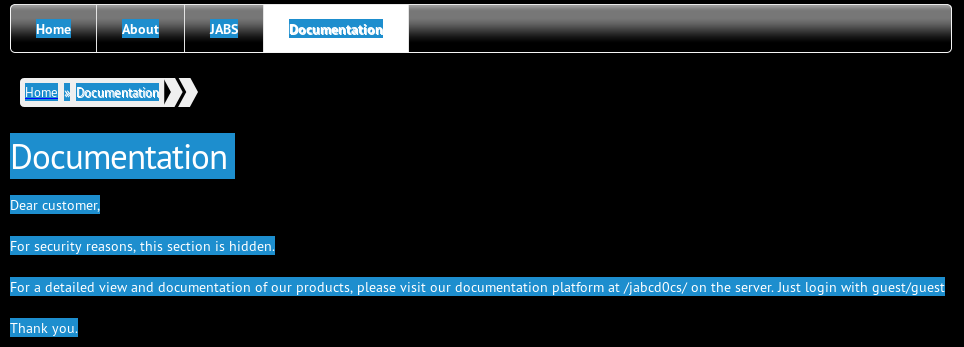 Home About JABS Documentation
Home » Documentation
Documentation
Dear customer,
For security reasons, this section is hidden.
For a detailed view and documentation of our products, please visit our documentation platform at /jabcd0cs/ on the server. Just login with guest/guest
Thank you.